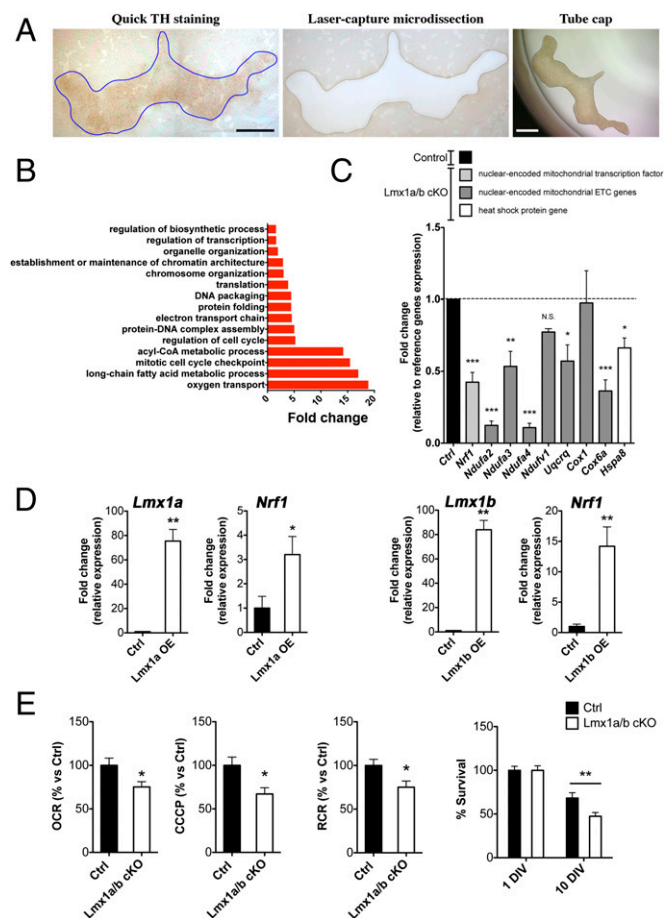 A
Quick TH staining
Laser-capture microdissection
Tube cap
B
regulation of biosynthetic process
regulation of transcription
organelle organization
establishment or maintenance of chromatin architecture
chromosome organization
translation
DNA packaging
protein folding
electron transport chain
protein-DNA complex assembly
regulation of cell cycle
acyl-CoA metabolic process
mitotic cell cycle checkpoint
long-chain fatty acid metabolic process
oxygen transport
0 5 10 15 20
Fold change
C
Control
Lmx1a/b cKO
nuclear-encoded mitochondrial transcription factor
nuclear-encoded mitochondrial ETC genes
heat shock protein gene
Fold change
(relative to reference genes expression)
1.5
1.0
0.5
0.0
*** *** ** *** N.S. * *** *
Ctrl Nrf1 Ndufa2 Ndufa3 Ndufa4 Ndufv1 Uqcrq Cox1 Cox6a Hspa8
D
Lmx1a
Fold change
(relative expression)
100
80
60
40
20
0
**
Ctrl Lmx1a OE
Nrf1
Fold change
(relative expression)
5
4
3
2
1
0
*
Ctrl Lmx1a OE
Lmx1b
Fold change
(relative expression)
100
80
60
40
20
0
**
Ctrl Lmx1b OE
Nrf1
Fold change
(relative expression)
20
15
10
5
0
**
Ctrl Lmx1b OE
E
OCR (% vs Ctrl)
150
100
50
0
*
Ctrl Lmx1a/b cKO
CCCP (% vs Ctrl)
150
100
50
0
*
Ctrl Lmx1a/b cKO
RCR (% vs Ctrl)
150
100
50
0
*
Ctrl Lmx1a/b cKO
Ctrl
Lmx1a/b cKO
% Survival
150
100
50
0
**
1 DIV 10 DIV